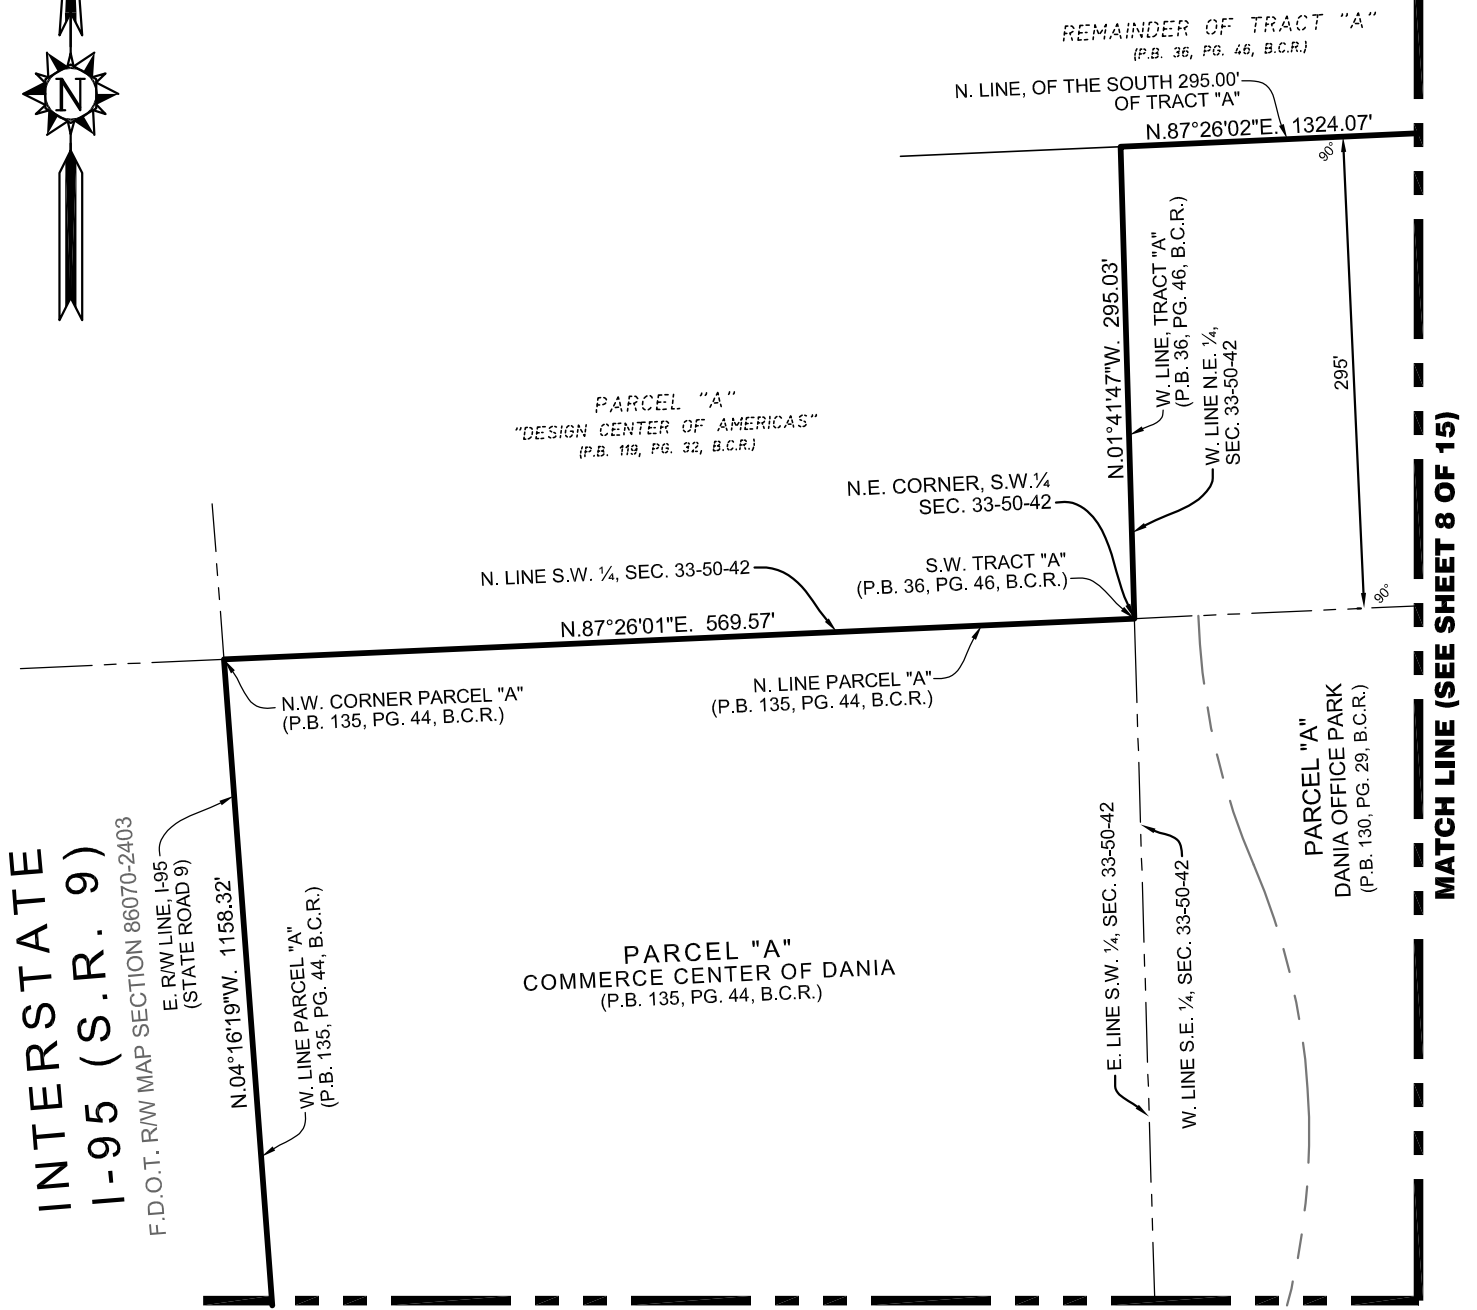 N
REMAINDER OF TRACT "A"
(P.B. 36, PG. 46, B.C.R.)
N. LINE, OF THE SOUTH 295.00'
OF TRACT "A"
N.87°26'02"E. 1324.07'
90°
N.01°41'47"W. 295.03'
W. LINE, TRACT "A"
(P.B. 36, PG. 46, B.C.R.)
W. LINE N.E. ¼,
SEC. 33-50-42
295'
PARCEL "A"
"DESIGN CENTER OF AMERICAS"
(P.B. 119, PG. 32, B.C.R.)
N.E. CORNER, S.W.¼
SEC. 33-50-42
N. LINE S.W. ¼, SEC. 33-50-42
S.W. TRACT "A"
(P.B. 36, PG. 46, B.C.R.)
90°
N.87°26'01"E. 569.57'
N.W. CORNER PARCEL "A"
(P.B. 135, PG. 44, B.C.R.)
N. LINE PARCEL "A"
(P.B. 135, PG. 44, B.C.R.)
INTERSTATE
I-95 (S.R. 9)
F.D.O.T. R/W MAP SECTION 86070-2403
E. R/W LINE, I-95
(STATE ROAD 9)
N.04°16'19"W. 1158.32'
W. LINE PARCEL "A"
(P.B. 135, PG. 44, B.C.R.)
PARCEL "A"
COMMERCE CENTER OF DANIA
(P.B. 135, PG. 44, B.C.R.)
E. LINE S.W. ¼, SEC. 33-50-42
W. LINE S.E. ¼, SEC. 33-50-42
PARCEL "A"
DANIA OFFICE PARK
(P.B. 130, PG. 29, B.C.R.)
MATCH LINE (SEE SHEET 8 OF 15)